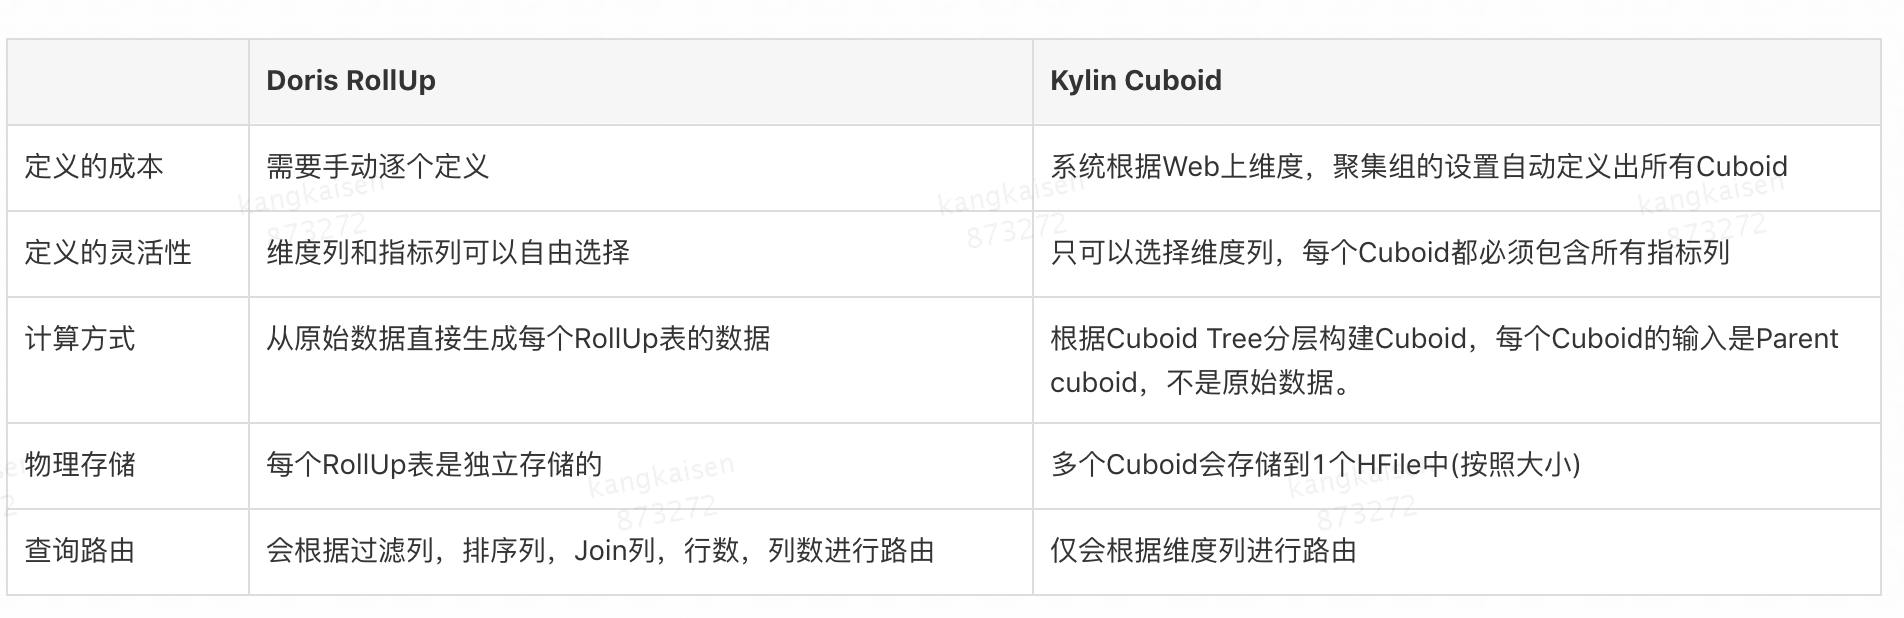 Doris RollUp
Kylin Cuboid
定义的成本
需要手动逐个定义
系统根据Web上维度，聚集组的设置自动定义出所有Cuboid
定义的灵活性
维度列和指标列可以自由选择
只可以选择维度列，每个Cuboid都必须包含所有指标列
计算方式
从原始数据直接生成每个RollUp表的数据
根据Cuboid Tree分层构建Cuboid，每个Cuboid的输入是Parent
cuboid，不是原始数据。
物理存储
每个RollUp表是独立存储的
多个Cuboid会存储到1个HFile中(按照大小)
查询路由
会根据过滤列，排序列，Join列，行数，列数进行路由
仅会根据维度列进行路由
kangkaisen
873272
kangkaisen
873272
kangkaisen
873272
kangkaisen
873272
kangkaisen
873272